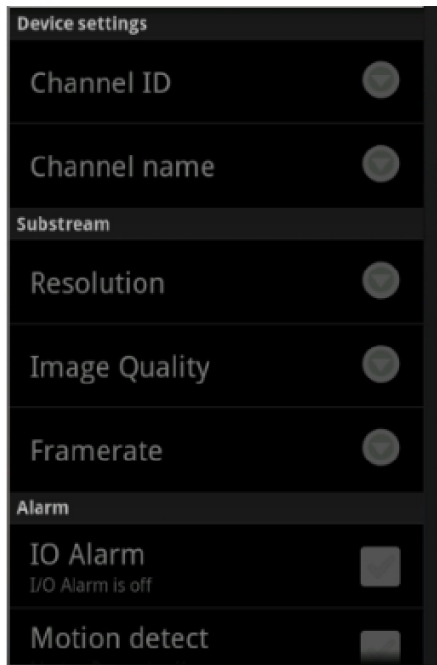 Device settings
Channel ID
Channel name
Substream
Resolution
Image Quality
Framerate
Alarm
IO Alarm
I/O Alarm is off
Motion detect